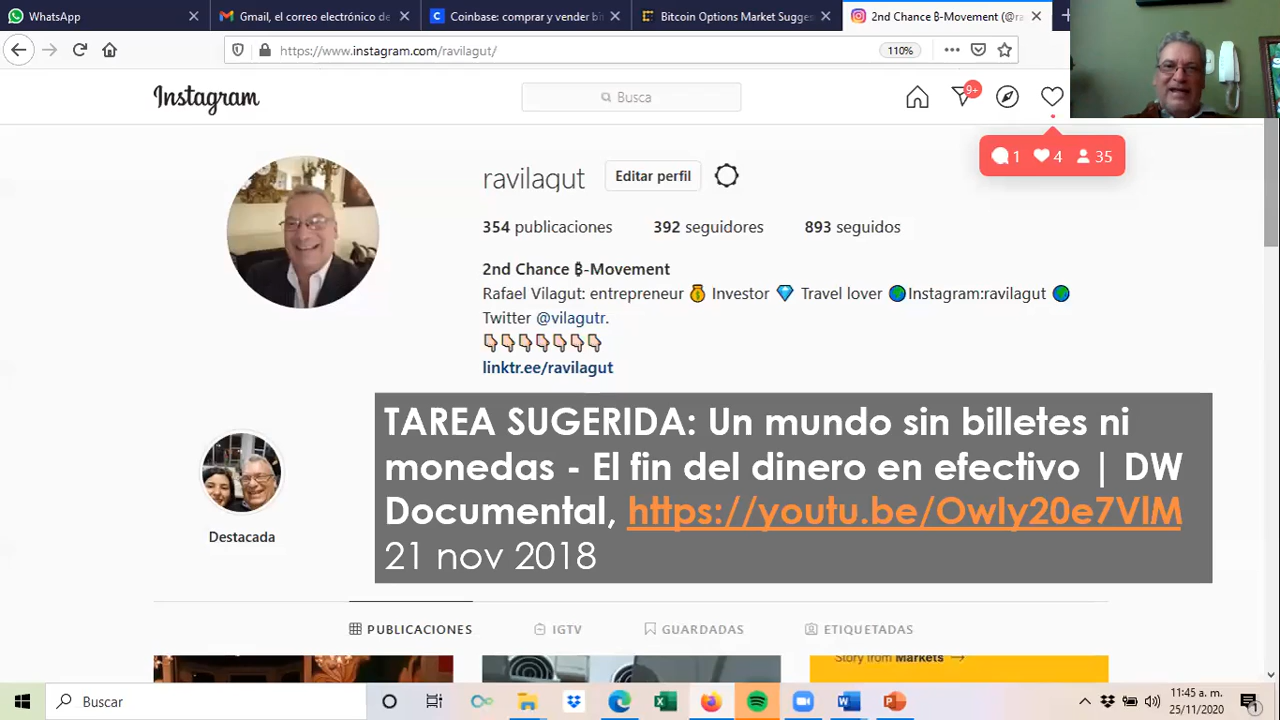 WhatsApp
Gmail, el correo electrónico de
Coinbase: comprar y vender bi
Bitcoin Options Market Sugges
2nd Chance ₿-Movement (@ra
https://www.instagram.com/ravilagut/
110%
Instagram
Busca
9+
1 4 35
ravilagut
Editar perfil
354 publicaciones 392 seguidores 893 seguidos
2nd Chance ₿-Movement
Rafael Vilagut: entrepreneur 💰 Investor 💎 Travel lover 🌎Instagram:ravilagut 🌎
Twitter @vilagutr.
linktr.ee/ravilagut
TAREA SUGERIDA: Un mundo sin billetes ni
monedas - El fin del dinero en efectivo | DW
Documental, https://youtu.be/OwIy20e7VlM
21 nov 2018
Destacada
PUBLICACIONES IGTV GUARDADAS ETIQUETADAS
Story from Markets
Buscar
11:45 a. m.
25/11/2020
1